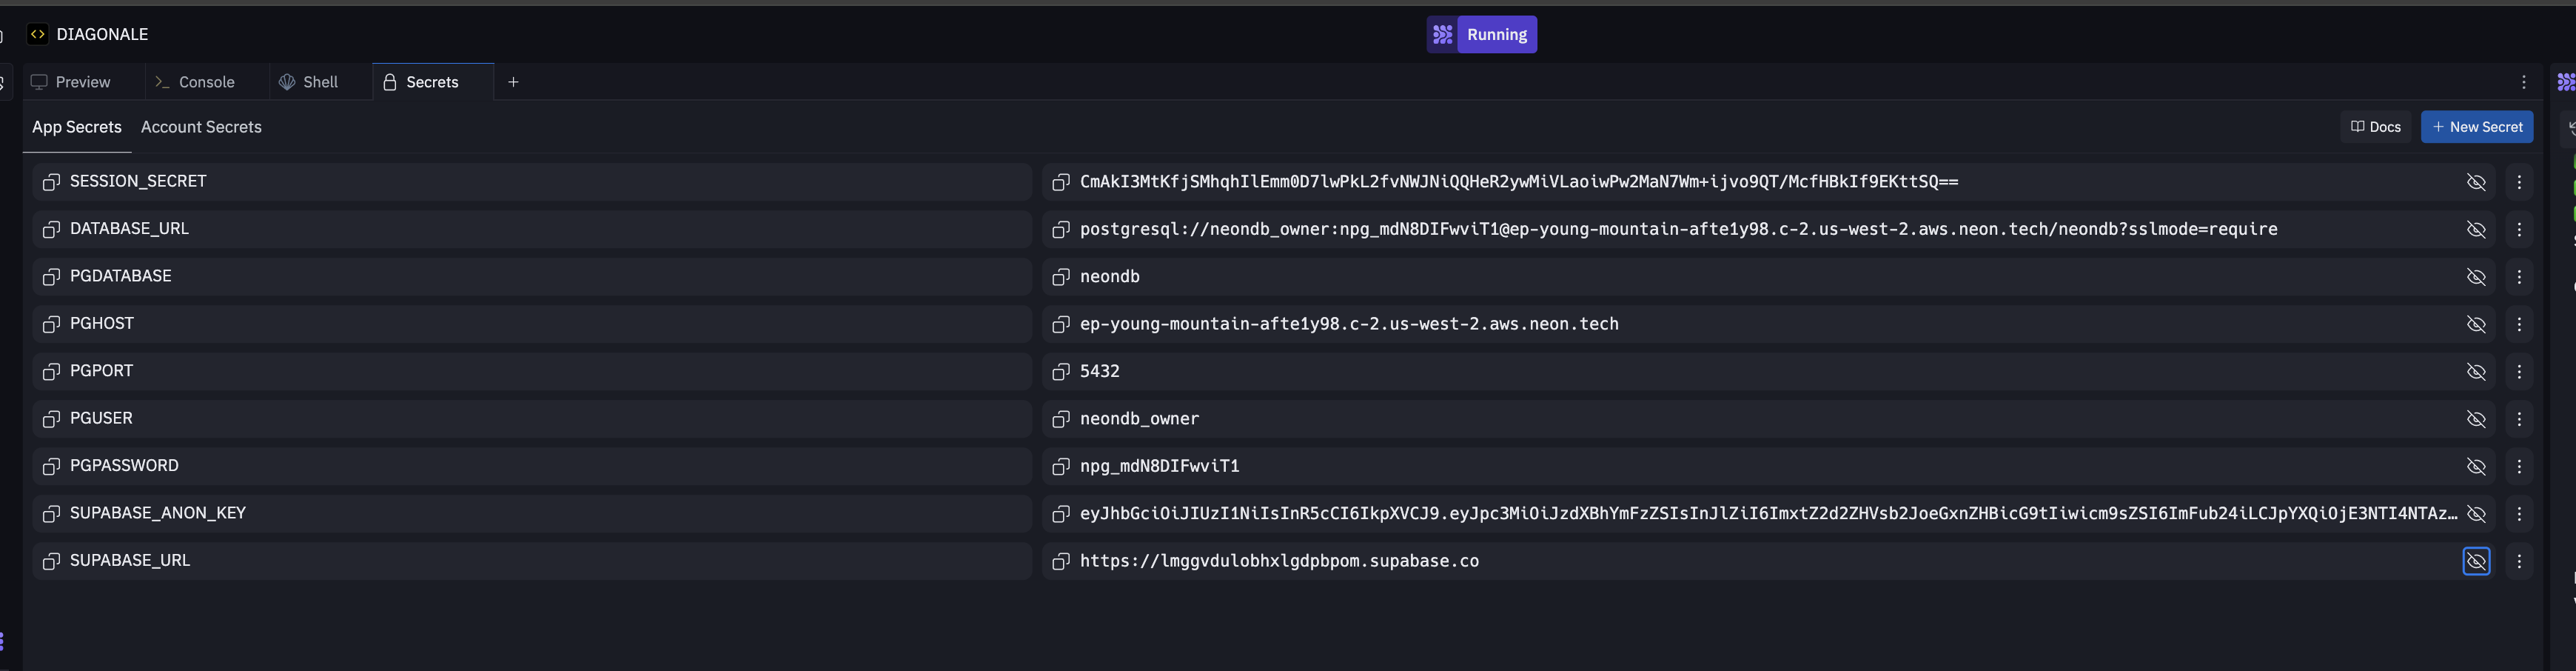 DIAGONALE
Running
Preview Console Shell Secrets
App Secrets Account Secrets Docs New Secret
SESSION_SECRET CmAkI3MtKfjSMhqhIlEmm0D7lwPkL2fvNWJNiQQHeR2ywMiVLaoiwPw2MaN7Wm+ijvo9QT/McfHBkIf9EKttSQ==
DATABASE_URL postgresql://neondb_owner:npg_mdN8DIFwviT1@ep-young-mountain-afte1y98.c-2.us-west-2.aws.neon.tech/neondb?sslmode=require
PGDATABASE neondb
PGHOST ep-young-mountain-afte1y98.c-2.us-west-2.aws.neon.tech
PGPORT 5432
PGUSER neondb_owner
PGPASSWORD npg_mdN8DIFwviT1
SUPABASE_ANON_KEY eyJhbGciOiJIUzI1NiIsInR5cCI6IkpXVCJ9.eyJpc3MiOiJzdXBhYmFzZSIsInJlZiI6ImxtZ2d2ZHVsb2JoeGxnZHBicG9tIiwicm9sZSI6ImFub24iLCJpYXQiOjE3NTI4NTAz…
SUPABASE_URL https://lmggvdulobhxlgdpbpom.supabase.co